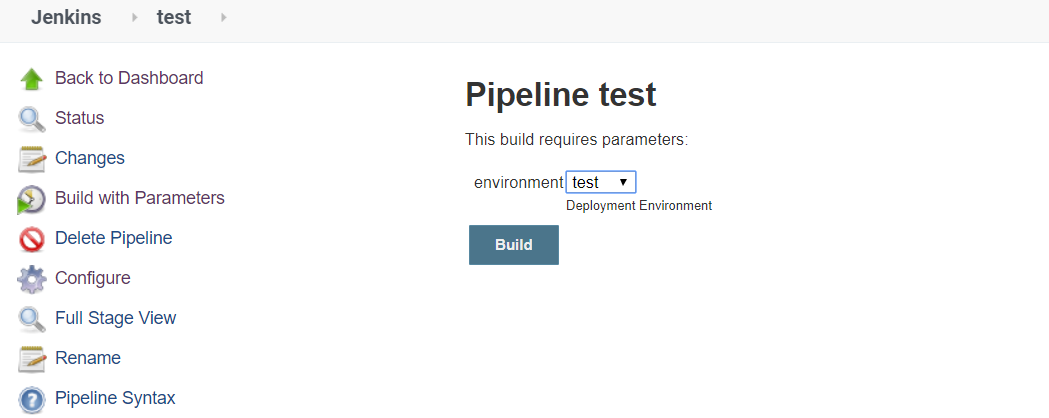 Jenkins test
Back to Dashboard
Status
Changes
Build with Parameters
Delete Pipeline
Configure
Full Stage View
Rename
Pipeline Syntax
Pipeline test
This build requires parameters:
environment test
Deployment Environment
Build